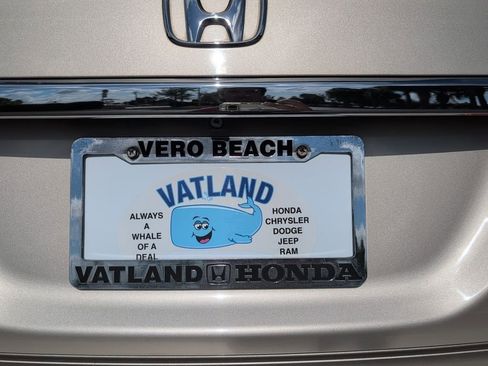 VERO BEACH
VATLAND
ALWAYS
A
WHALE
OF A
DEAL
HONDA
CHRYSLER
DODGE
JEEP
RAM
VATLAND HONDA